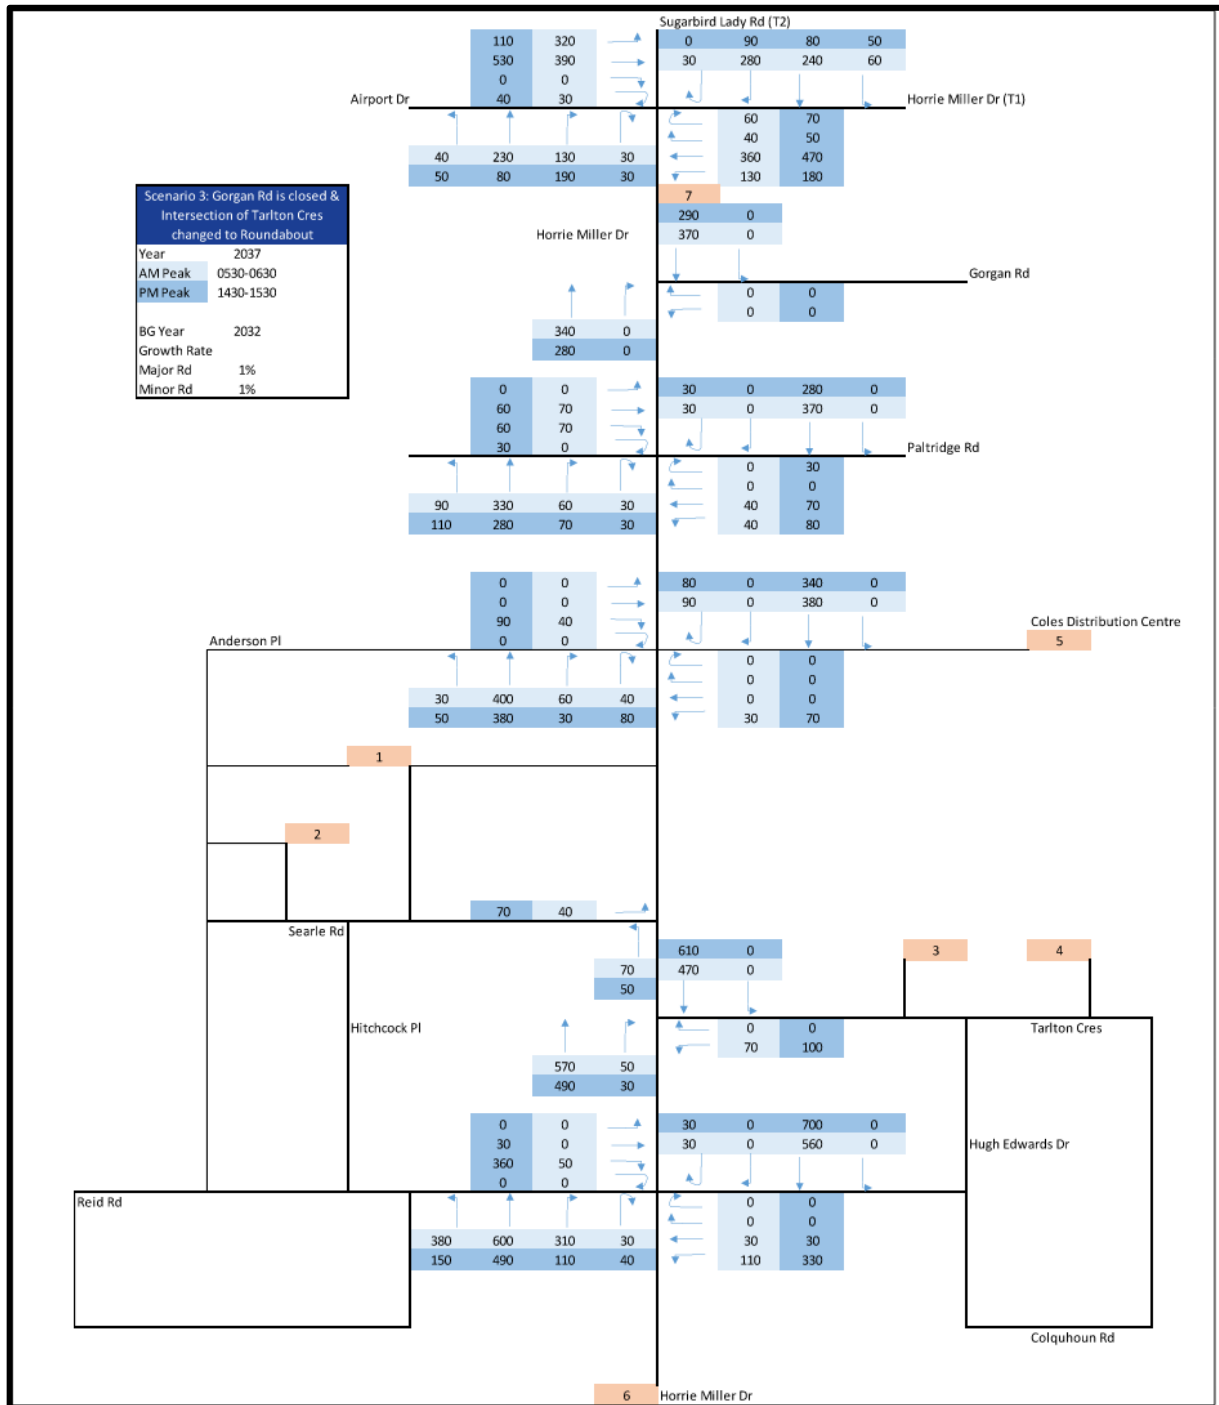 Sugarbird Lady Rd (T2)
110 320 0 90 80 50
530 390 30 280 240 60
0 0
Airport Dr 40 30 Horrie Miller Dr (T1)
60 70
40 50
40 230 130 30 360 470
50 80 190 30 130 180
Scenario 3: Gorgan Rd is closed &
Intersection of Tarlton Cres
changed to Roundabout
Year 2037
AM Peak 0530-0630
PM Peak 1430-1530
BG Year 2032
Growth Rate
Major Rd 1%
Minor Rd 1%
7
290 0
Horrie Miller Dr 370 0
Gorgan Rd
0 0
0 0
340 0
280 0
0 0 30 0 280 0
60 70 30 0 370 0
60 70
30 0 Paltridge Rd
0 30
0 0
90 330 60 30 40 70
110 280 70 30 40 80
0 0 80 0 340 0
0 0 90 0 380 0
90 40 Coles Distribution Centre
Anderson Pl 0 0 5
0 0
0 0
30 400 60 40 0 0
50 380 30 80 30 70
1
2
70 40
Searle Rd
610 0 3 4
70 470 0
50
Hitchcock Pl 0 0 Tarlton Cres
70 100
570 50
490 30
0 0 30 0 700 0
30 0 30 0 560 0 Hugh Edwards Dr
360 50
0 0
Reid Rd 0 0
0 0
380 600 310 30 30 30
150 490 110 40 110 330
Colquhoun Rd
6 Horrie Miller Dr